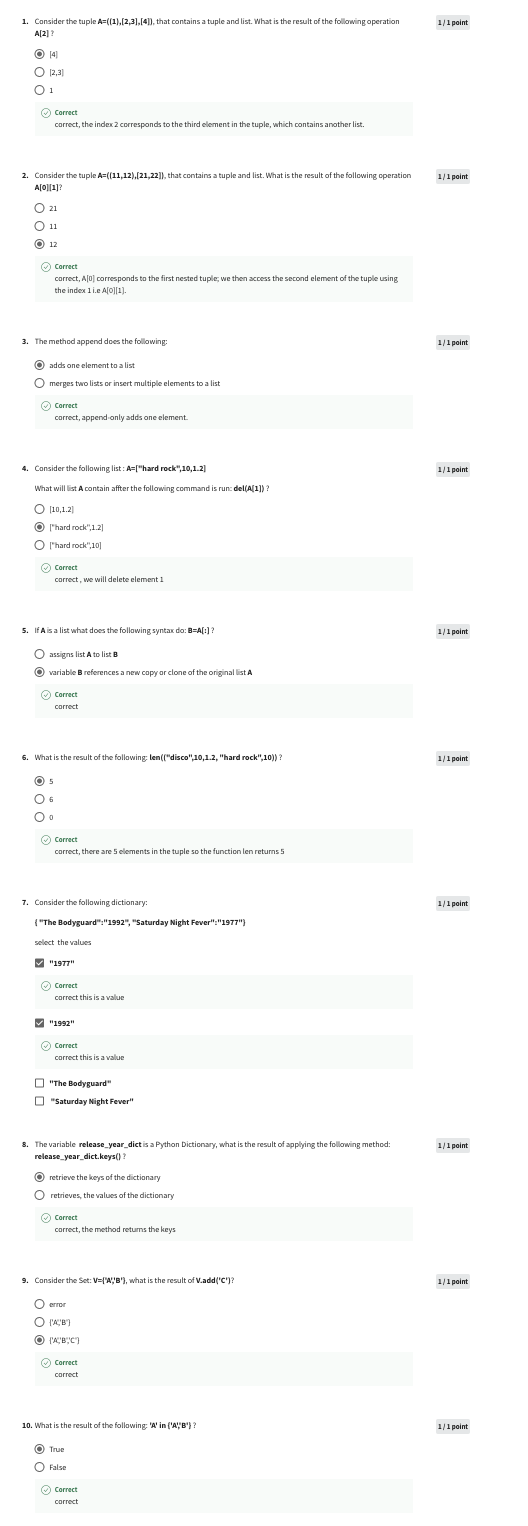 1. Consider the tuple A=((1),[2,3],[4]), that contains a tuple and list. What is the result of the following operation 1 / 1 point
A[2] ?
[4]
[2,3]
1
Correct
correct, the index 2 corresponds to the third element in the tuple, which contains another list.
2. Consider the tuple A=((11,12),[21,22]), that contains a tuple and list. What is the result of the following operation 1 / 1 point
A[0][1]?
21
11
12
Correct
correct, A[0] corresponds to the first nested tuple; we then access the second element of the tuple using
the index 1 i.e A[0][1].
3. The method append does the following: 1 / 1 point
adds one element to a list
merges two lists or insert multiple elements to a list
Correct
correct, append-only adds one element.
4. Consider the following list : A=["hard rock",10,1.2] 1 / 1 point
What will list A contain affter the following command is run: del(A[1]) ?
[10,1.2]
["hard rock",1.2]
["hard rock",10]
Correct
correct , we will delete element 1
5. If A is a list what does the following syntax do: B=A[:] ? 1 / 1 point
assigns list A to list B
variable B references a new copy or clone of the original list A
Correct
correct
6. What is the result of the following: len(("disco",10,1.2, "hard rock",10)) ? 1 / 1 point
5
6
0
Correct
correct, there are 5 elements in the tuple so the function len returns 5
7. Consider the following dictionary: 1 / 1 point
{ "The Bodyguard":"1992", "Saturday Night Fever":"1977"}
select the values
"1977"
Correct
correct this is a value
"1992"
Correct
correct this is a value
"The Bodyguard"
"Saturday Night Fever"
8. The variable release_year_dict is a Python Dictionary, what is the result of applying the following method: 1 / 1 point
release_year_dict.keys() ?
retrieve the keys of the dictionary
retrieves, the values of the dictionary
Correct
correct, the method returns the keys
9. Consider the Set: V={'A','B'}, what is the result of V.add('C')? 1 / 1 point
error
{'A','B'}
{'A','B','C'}
Correct
correct
10. What is the result of the following: 'A' in {'A','B'} ? 1 / 1 point
True
False
Correct
correct